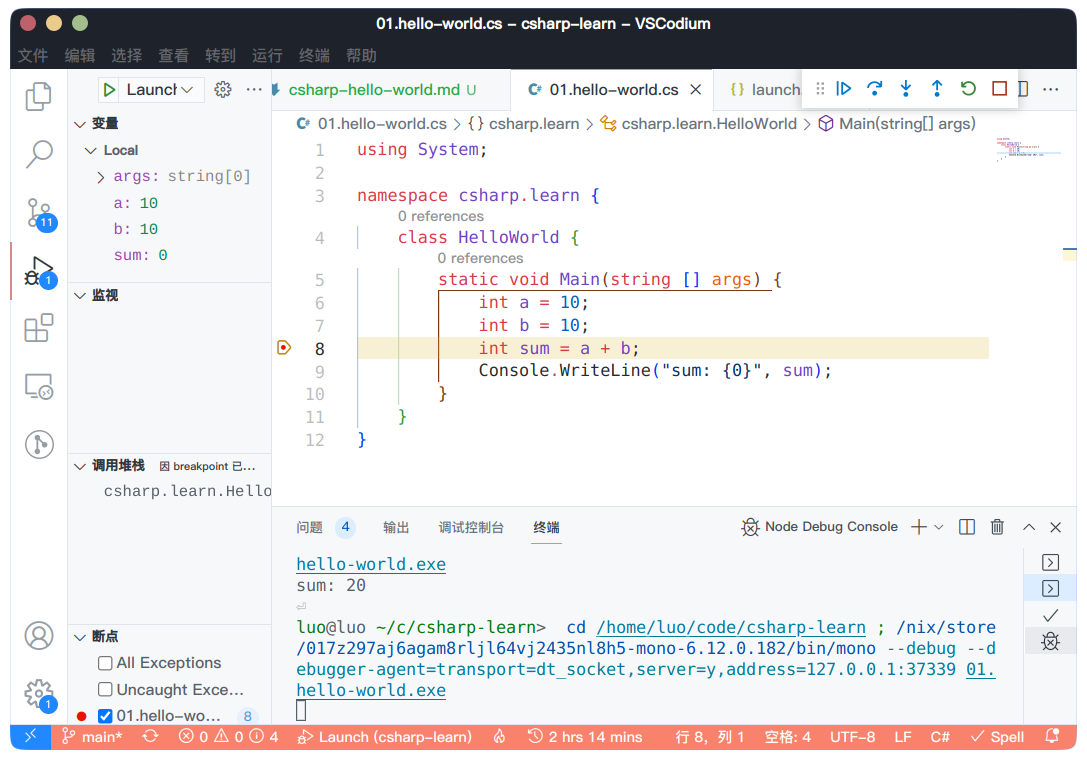 01.hello-world.cs – csharp-learn – VSCodium
文件 编辑 选择 查看 转到 运行 终端 帮助
Launch
csharp-hello-world.md U
C# 01.hello-world.cs
{} launch.
变量
Local
args: string[0]
a: 10
b: 10
sum: 0
11
1
监视
调用堆栈 因 breakpoint 已…
csharp.learn.Hello
断点
All Exceptions
Uncaught Exce…
01.hello-wo… 8
1
C# 01.hello-world.cs > {} csharp.learn > csharp.learn.HelloWorld > Main(string[] args)
1 using System;
2
3 namespace csharp.learn {
0 references
4 class HelloWorld {
0 references
5 static void Main(string [] args) {
6 int a = 10;
7 int b = 10;
8 int sum = a + b;
9 Console.WriteLine("sum: {0}", sum);
10 }
11 }
12 }
问题 4 输出 调试控制台 终端
Node Debug Console
hello-world.exe
sum: 20
⏎
luo@luo ~/c/csharp-learn> cd /home/luo/code/csharp-learn ; /nix/store
/017z297aj6agam8rljl64vj2435nl8h5-mono-6.12.0.182/bin/mono --debug --d
ebugger-agent=transport=dt_socket,server=y,address=127.0.0.1:37339 01.
hello-world.exe
main* 0 0 4 Launch (csharp-learn) 2 hrs 14 mins 行 8，列 1 空格: 4 UTF-8 LF C# Spell